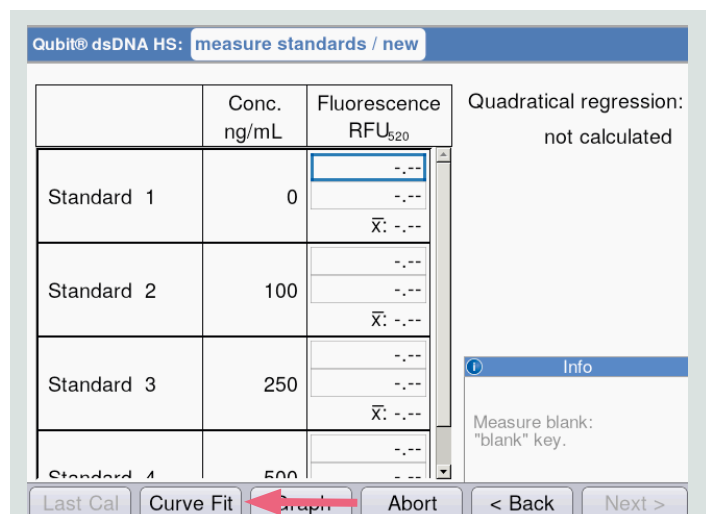 Qubit® dsDNA HS: measure standards / new
Conc. ng/mL
Fluorescence RFU520
Quadratical regression:
not calculated
-.--
Standard 1 0 -.--
x̅: -.--
-.--
Standard 2 100 -.--
x̅: -.--
-.--
Standard 3 250 -.--
x̅: -.--
-.--
Standard 4 500 -.--
Info
Measure blank:
"blank" key.
Last Cal Curve Fit Graph Abort < Back Next >